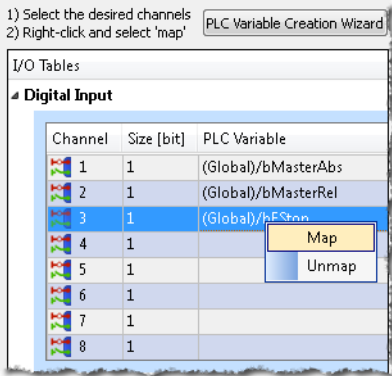 1) Select the desired channels
2) Right-click and select 'map'
PLC Variable Creation Wizard
I/O Tables
Digital Input
Channel Size [bit] PLC Variable
1 1 (Global)/bMasterAbs
2 1 (Global)/bMasterRel
3 1 (Global)/bEStop
Map
4 1
Unmap
5 1
6 1
7 1
8 1